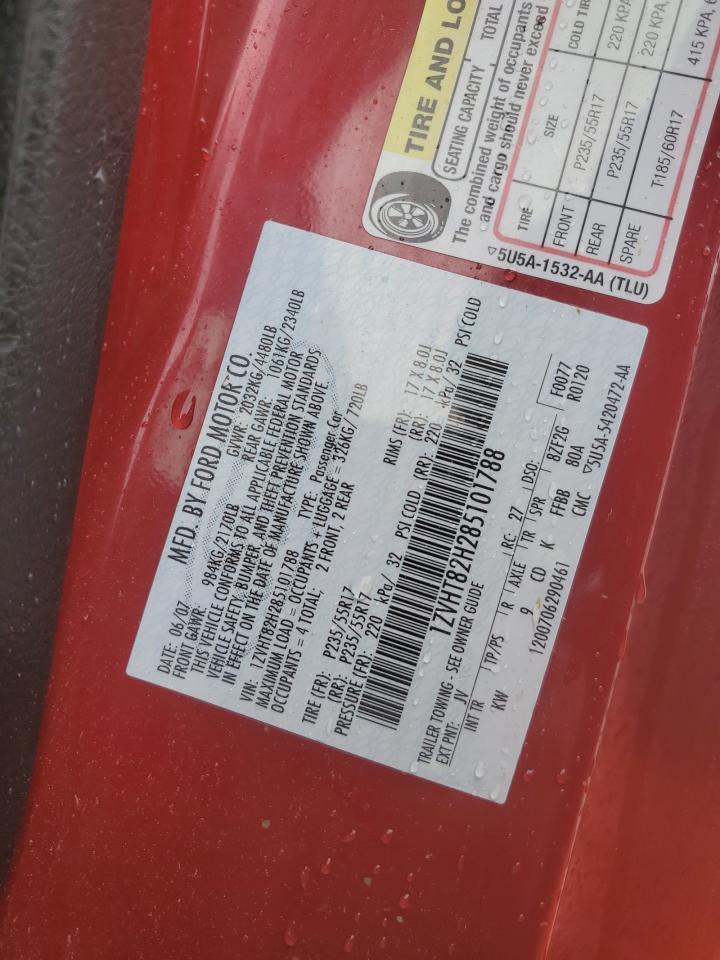 TIRE AND LO
SEATING CAPACITY
TOTAL
The combined weight of occupants
and cargo should never exceed
TIRE SIZE COLD TIR
FRONT P235/55R17 220 KPA
REAR P235/55R17 220 KPA,
SPARE T185/60R17 415 KPA, 6
5U5A-1532-AA (TLU)
MFD. BY FORD MOTOR CO.
DATE: 06/07 GVWR: 2032KG/4480LB
FRONT GAWR: 984KG/2170LB REAR GAWR: 1061KG/2340LB
THIS VEHICLE CONFORMS TO ALL APPLICABLE FEDERAL MOTOR
VEHICLE SAFETY, BUMPER, AND THEFT PREVENTION STANDARDS
IN EFFECT ON THE DATE OF MANUFACTURE SHOWN ABOVE
VIN: 1ZVHT82H285101788 TYPE: Passenger Car
MAXIMUM LOAD = OCCUPANTS + LUGGAGE = 326KG/720LB
OCCUPANTS = 4 TOTAL: 2 FRONT, 2 REAR
TIRE (FR): P235/55R17 RIMS (FR): 17 X 8.0J
(RR): P235/55R17 (RR): 17 X 8.0J
PRESSURE (FR): 220 kPa/ 32 PSI COLD (RR): 220 kPa/ 32 PSI COLD
1ZVHT82H285101788
TRAILER TOWING - SEE OWNER GUIDE
EXT PNT: JV RC: 27 DSO: F0077
R0120
INT TR TP/PS R AXLE TR SPR BZF2G
KW 9 CD K FFBB 80A
1200706290461 CMC 5U5A-5420472-AA